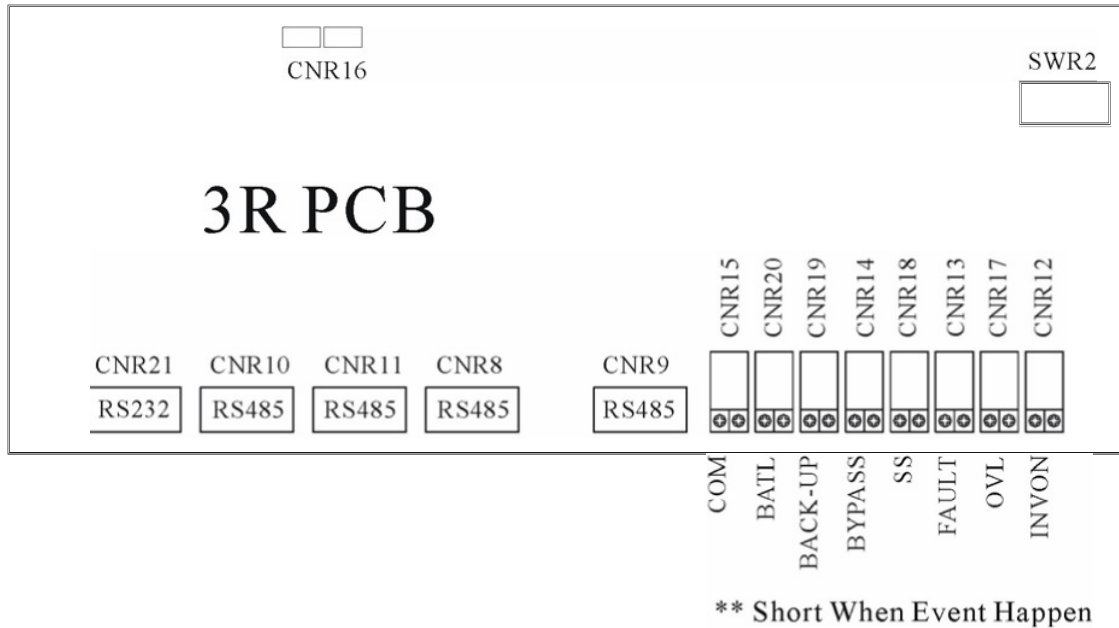 CNR16
SWR2
3R PCB
CNR15 CNR20 CNR19 CNR14 CNR18 CNR13 CNR17 CNR12
CNR21 CNR10 CNR11 CNR8 CNR9
RS232 RS485 RS485 RS485 RS485
COM BATL BACK-UP BYPASS SS FAULT OVL INVON
** Short When Event Happen